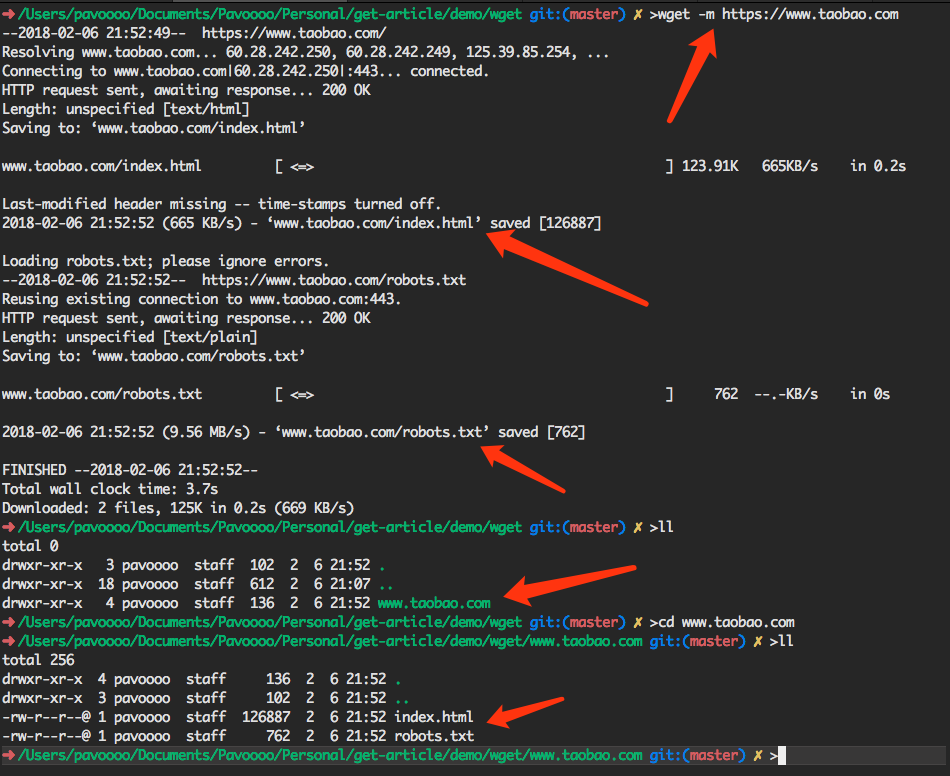 ➜ /Users/pavoooo/Documents/Pavoooo/Personal/get-article/demo/wget git:(master) ✗ >wget -m https://www.taobao.com
--2018-02-06 21:52:49--  https://www.taobao.com/
Resolving www.taobao.com... 60.28.242.250, 60.28.242.249, 125.39.85.254, ...
Connecting to www.taobao.com|60.28.242.250|:443... connected.
HTTP request sent, awaiting response... 200 OK
Length: unspecified [text/html]
Saving to: ‘www.taobao.com/index.html’
www.taobao.com/index.html [ <=> ] 123.91K 665KB/s in 0.2s
Last-modified header missing -- time-stamps turned off.
2018-02-06 21:52:52 (665 KB/s) - ‘www.taobao.com/index.html’ saved [126887]
Loading robots.txt; please ignore errors.
--2018-02-06 21:52:52--  https://www.taobao.com/robots.txt
Reusing existing connection to www.taobao.com:443.
HTTP request sent, awaiting response... 200 OK
Length: unspecified [text/plain]
Saving to: ‘www.taobao.com/robots.txt’
www.taobao.com/robots.txt [ <=> ] 762 --.-KB/s in 0s
2018-02-06 21:52:52 (9.56 MB/s) - ‘www.taobao.com/robots.txt’ saved [762]
FINISHED --2018-02-06 21:52:52--
Total wall clock time: 3.7s
Downloaded: 2 files, 125K in 0.2s (669 KB/s)
➜ /Users/pavoooo/Documents/Pavoooo/Personal/get-article/demo/wget git:(master) ✗ >ll
total 0
drwxr-xr-x 3 pavoooo staff 102 2 6 21:52 .
drwxr-xr-x 18 pavoooo staff 612 2 6 21:07 ..
drwxr-xr-x 4 pavoooo staff 136 2 6 21:52 www.taobao.com
➜ /Users/pavoooo/Documents/Pavoooo/Personal/get-article/demo/wget git:(master) ✗ >cd www.taobao.com
➜ /Users/pavoooo/Documents/Pavoooo/Personal/get-article/demo/wget/www.taobao.com git:(master) ✗ >ll
total 256
drwxr-xr-x 4 pavoooo staff 136 2 6 21:52 .
drwxr-xr-x 3 pavoooo staff 102 2 6 21:52 ..
-rw-r--r--@ 1 pavoooo staff 126887 2 6 21:52 index.html
-rw-r--r--@ 1 pavoooo staff 762 2 6 21:52 robots.txt
➜ /Users/pavoooo/Documents/Pavoooo/Personal/get-article/demo/wget/www.taobao.com git:(master) ✗ >